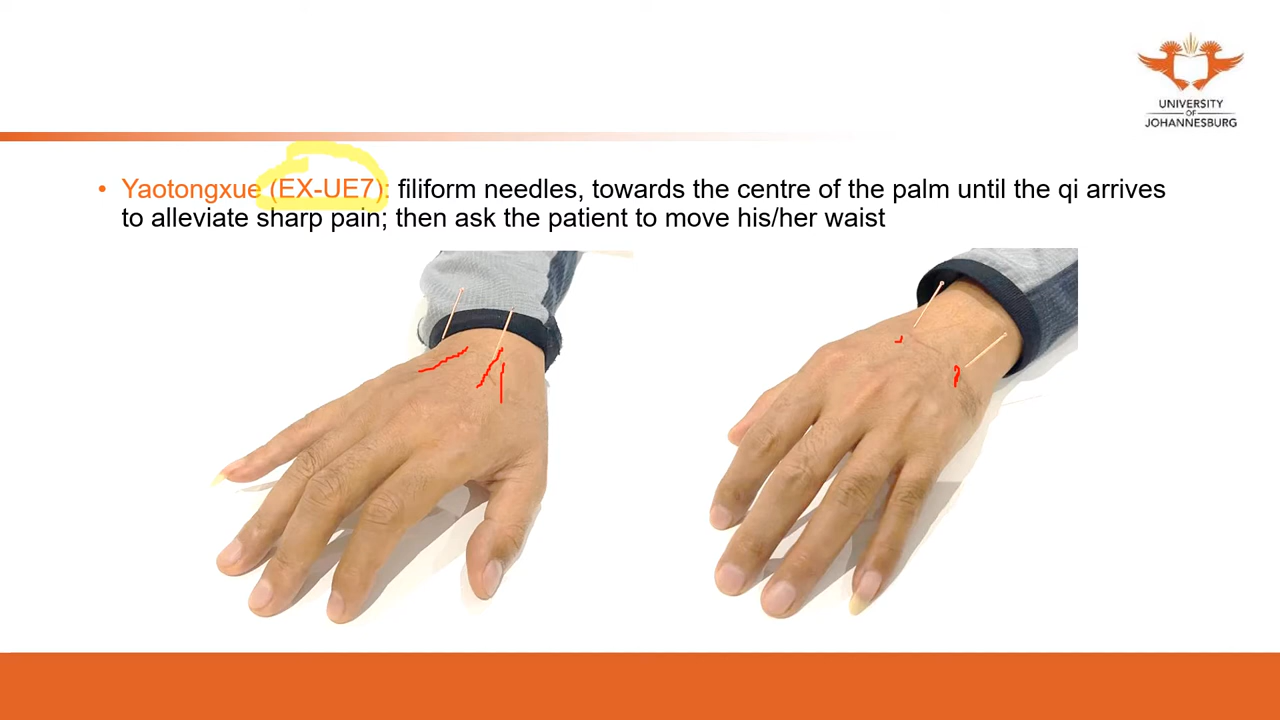 UNIVERSITY
OF
JOHANNESBURG
• Yaotongxue (EX-UE7): filiform needles, towards the centre of the palm until the qi arrives
to alleviate sharp pain; then ask the patient to move his/her waist